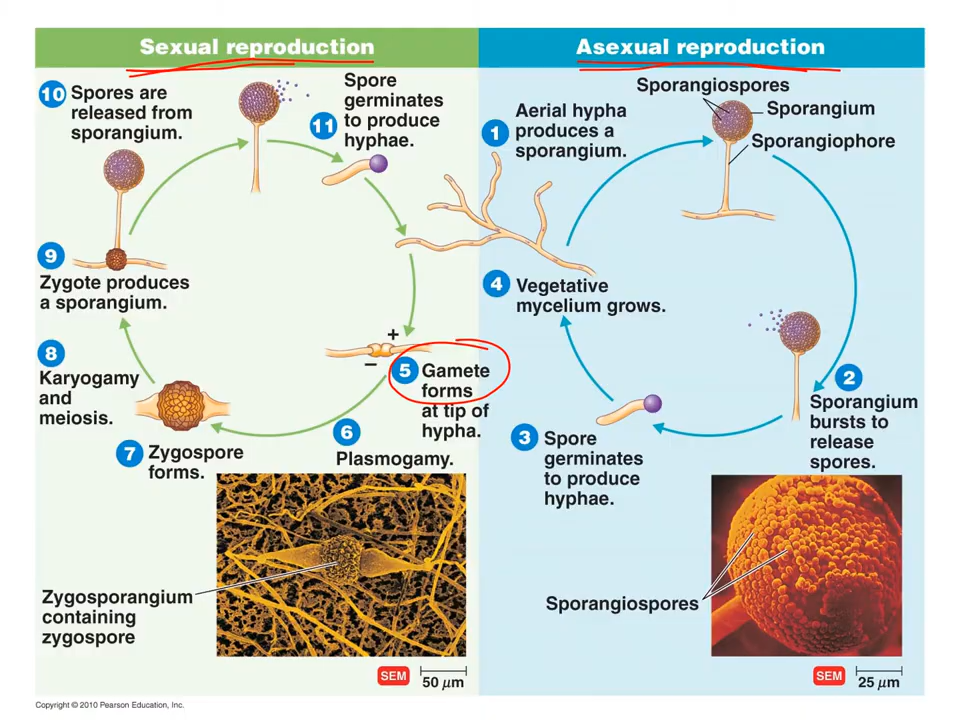 Sexual reproduction
Asexual reproduction
10 Spores are
released from
sporangium.
Spore
germinates
11 to produce
hyphae.
9
Zygote produces
a sporangium.
8
Karyogamy
and
meiosis.
7 Zygospore
forms.
6
Plasmogamy.
+
−
5 Gamete
forms
at tip of
hypha.
Zygosporangium
containing
zygospore
SEM
50 μm
Sporangiospores
Sporangium
Sporangiophore
Aerial hypha
1 produces a
sporangium.
4 Vegetative
mycelium grows.
2
Sporangium
bursts to
release
spores.
3 Spore
germinates
to produce
hyphae.
Sporangiospores
SEM
25 μm
Copyright © 2010 Pearson Education, Inc.